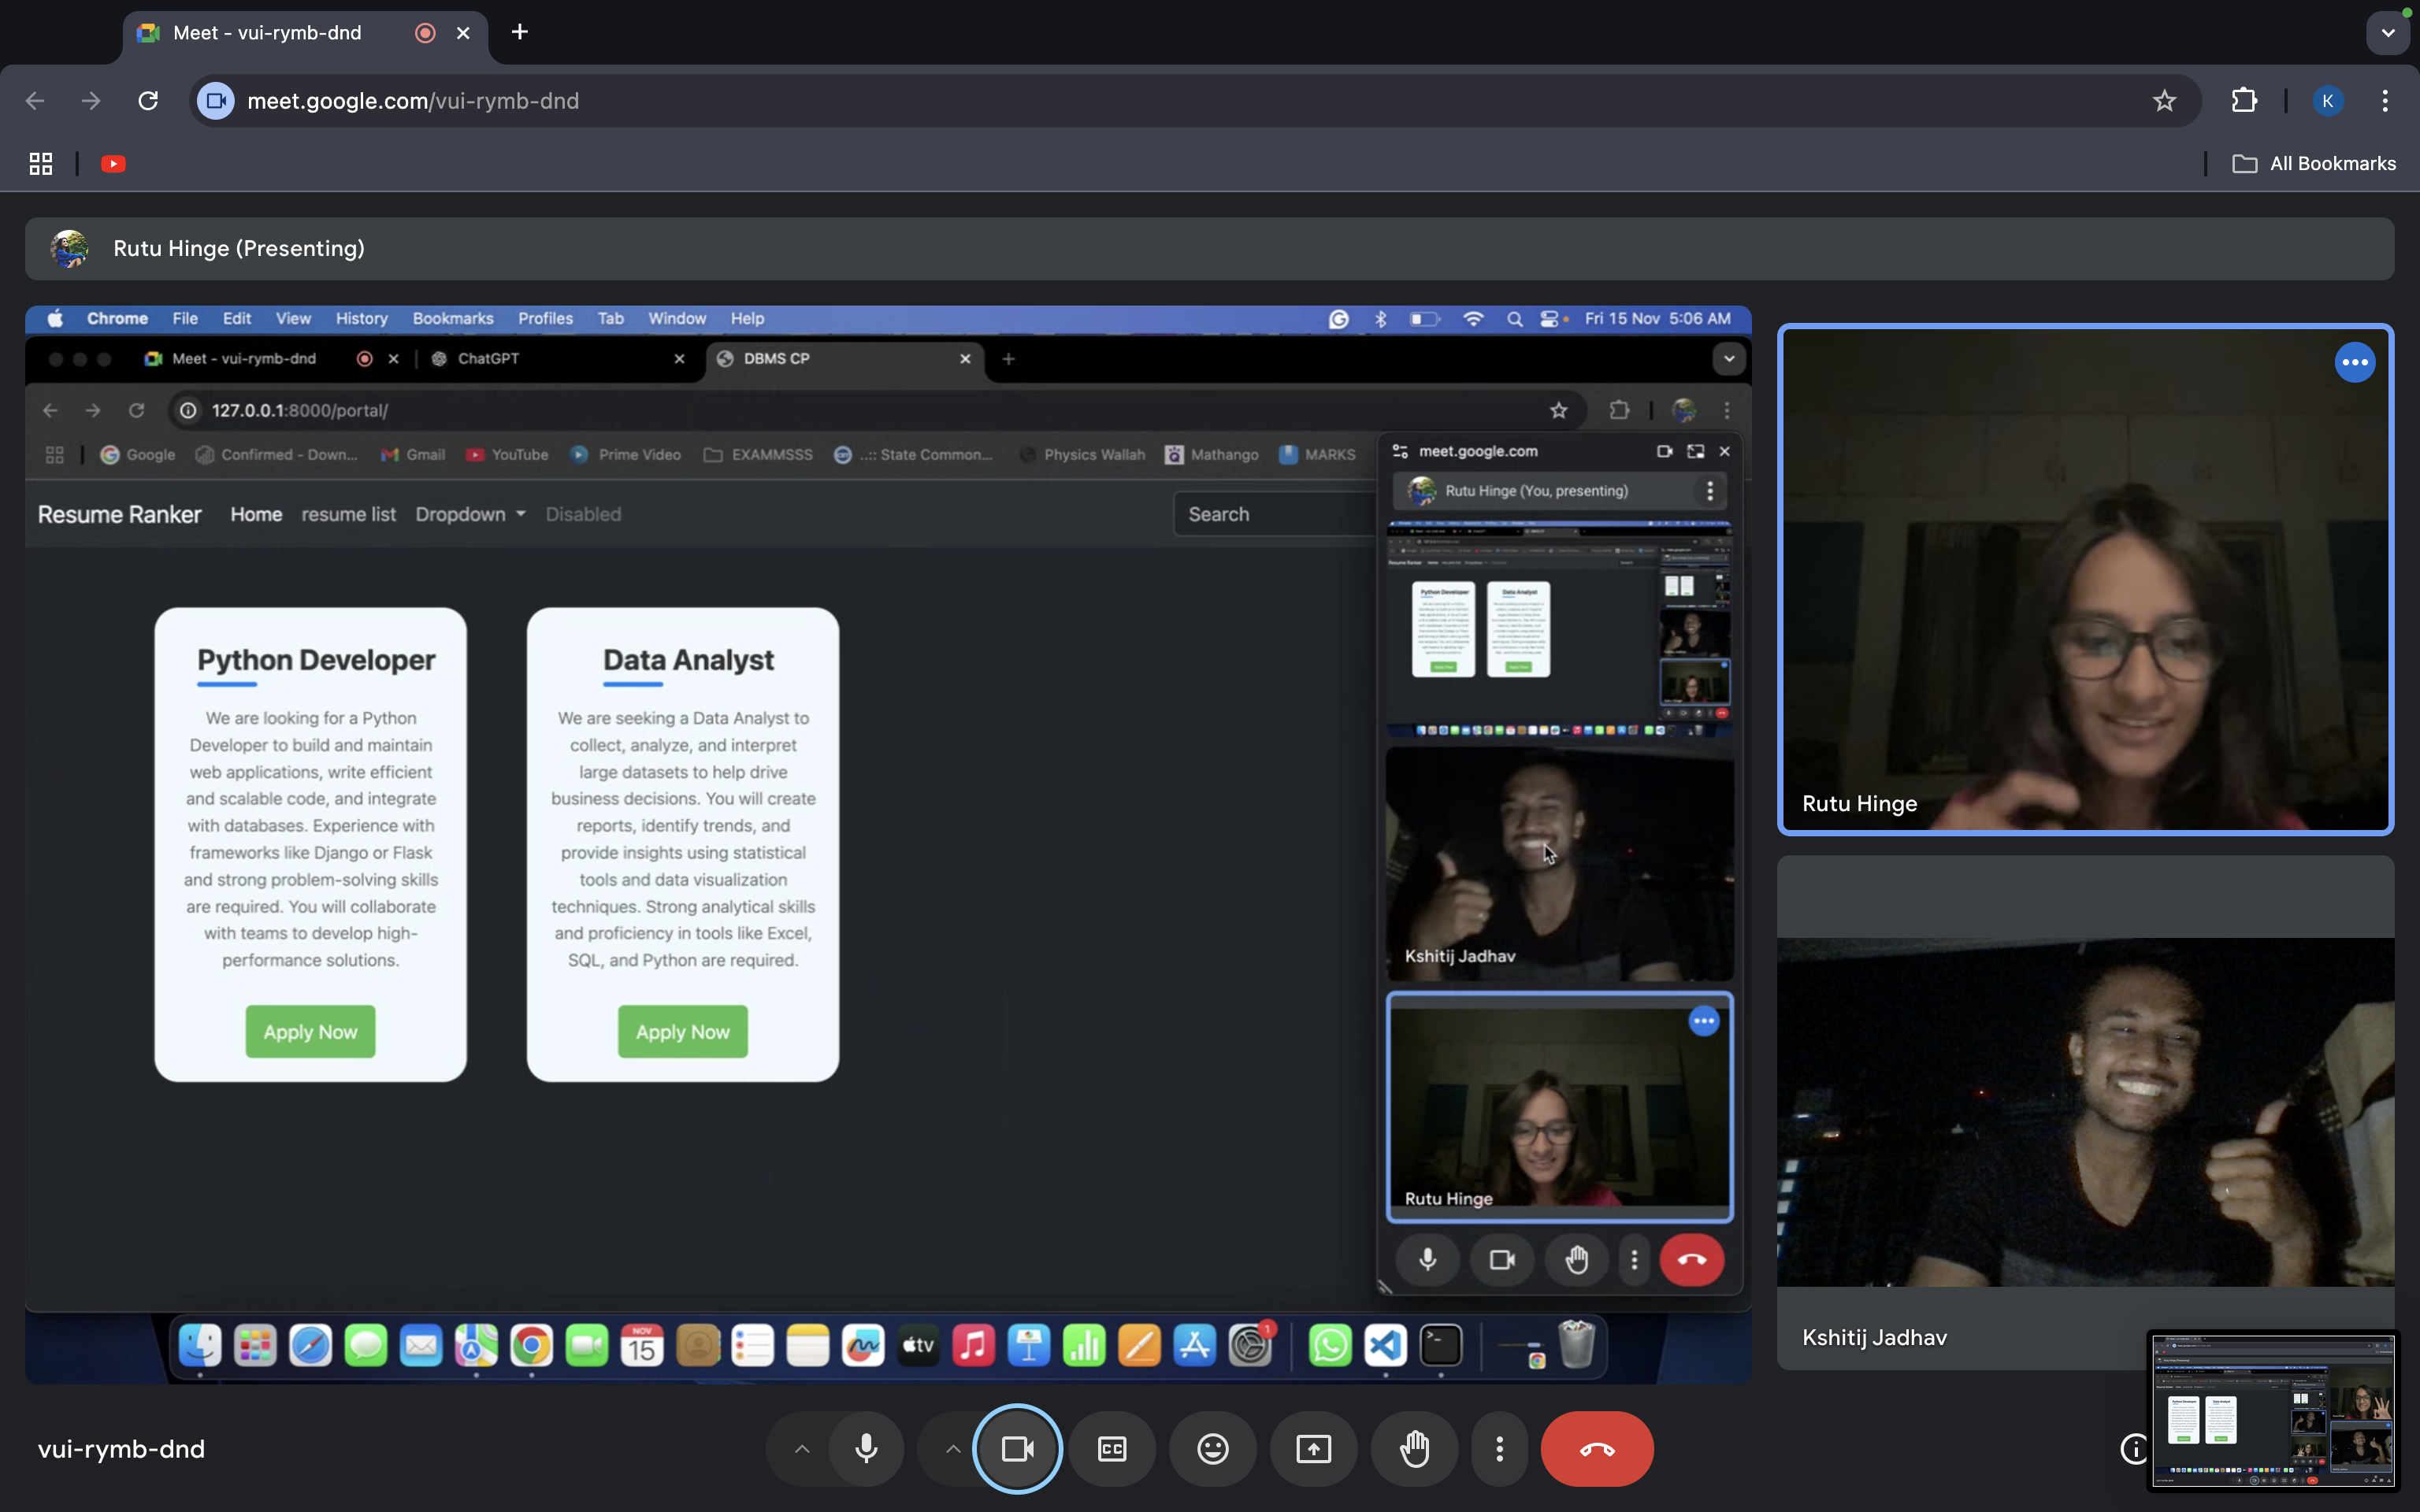 Meet - vui-rymb-dnd
meet.google.com/vui-rymb-dnd
K
All Bookmarks
Rutu Hinge (Presenting)
Chrome File Edit View History Bookmarks Profiles Tab Window Help
Fri 15 Nov 5:06 AM
Meet - vui-rymb-dnd
ChatGPT
DBMS CP
127.0.0.1:8000/portal/
Google
Confirmed - Down...
Gmail
YouTube
Prime Video
EXAMMSSS
..:: State Common...
Physics Wallah
Mathango
MARKS
Resume Ranker Home resume list Dropdown Disabled
Search
Python Developer
We are looking for a Python
Developer to build and maintain
web applications, write efficient
and scalable code, and integrate
with databases. Experience with
frameworks like Django or Flask
and strong problem-solving skills
are required. You will collaborate
with teams to develop high-
performance solutions.
Apply Now
Data Analyst
We are seeking a Data Analyst to
collect, analyze, and interpret
large datasets to help drive
business decisions. You will create
reports, identify trends, and
provide insights using statistical
tools and data visualization
techniques. Strong analytical skills
and proficiency in tools like Excel,
SQL, and Python are required.
Apply Now
meet.google.com
Rutu Hinge (You, presenting)
Python Developer
Data Analyst
Kshitij Jadhav
Rutu Hinge
NOV
15
tv
1
Rutu Hinge
Kshitij Jadhav
vui-rymb-dnd
CC